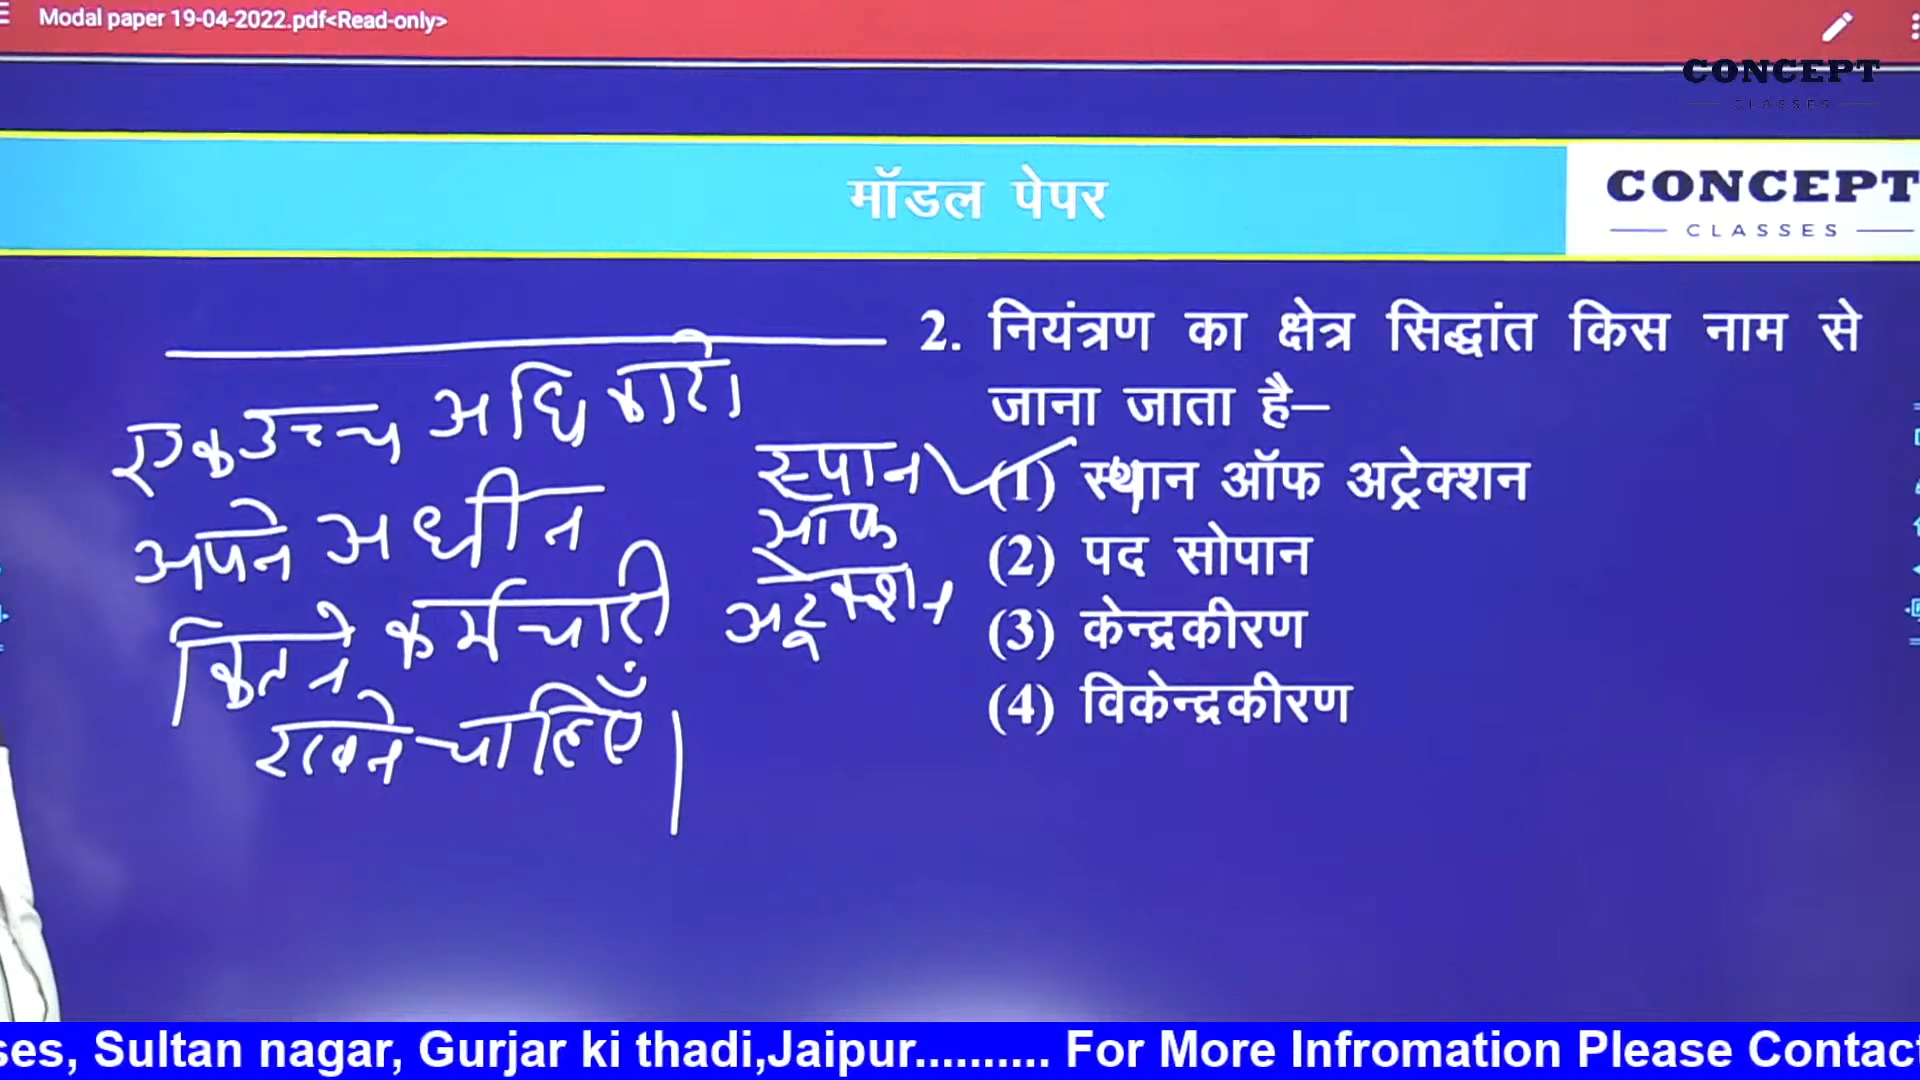 Modal paper 19-04-2022.pdf<Read-only>
CONCEPT
CLASSES
मॉडल पेपर
CONCEPT
CLASSES
2. नियंत्रण का क्षेत्र सिद्धांत किस नाम से
जाना जाता है–
(1) स्थान ऑफ अट्रेक्शन
(2) पद सोपान
(3) केन्द्रकीरण
(4) विकेन्द्रकीरण
एक उच्च अधिकारी
अपने अधीन
कितने कर्मचारी
रखने चाहिएँ।
स्पान
ऑफ
अट्रेक्शन
ses, Sultan nagar, Gurjar ki thadi,Jaipur.......... For More Infromation Please Contac